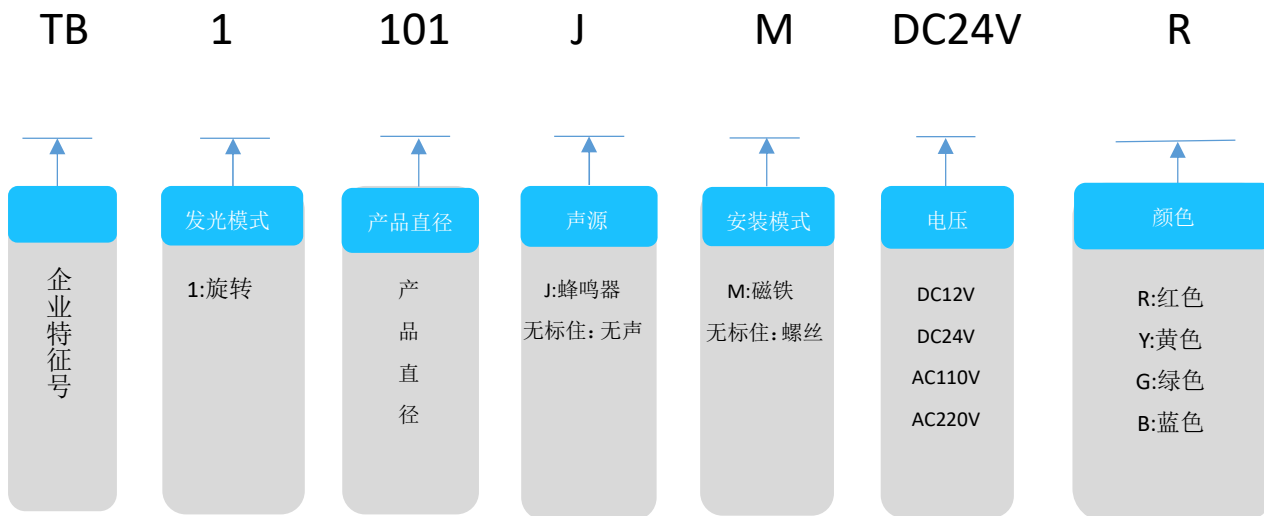 TB 1 101 J M DC24V R
发光模式
产品直径
声源
安装模式
电压
颜色
企业特征号
1:旋转
产品直径
J:蜂鸣器
无标住：无声
M:磁铁
无标住：螺丝
DC12V
DC24V
AC110V
AC220V
R:红色
Y:黄色
G:绿色
B:蓝色